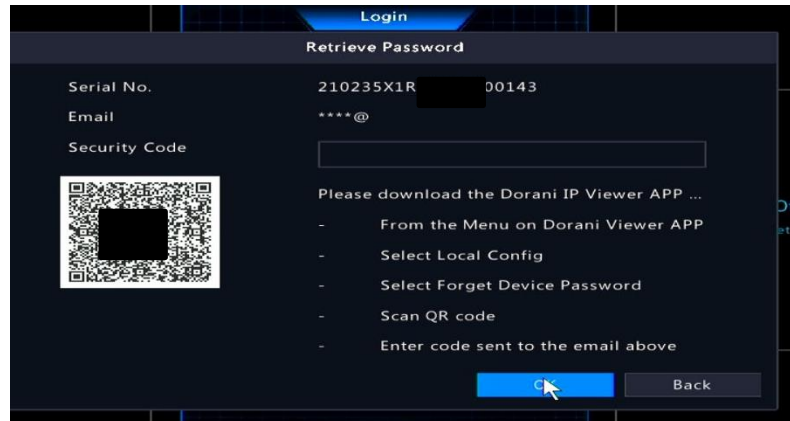 Login
Retrieve Password
Serial No. 210235X1R 00143
Email ****@
Security Code
Please download the Dorani IP Viewer APP ...
- From the Menu on Dorani Viewer APP
- Select Local Config
- Select Forget Device Password
- Scan QR code
- Enter code sent to the email above
Back